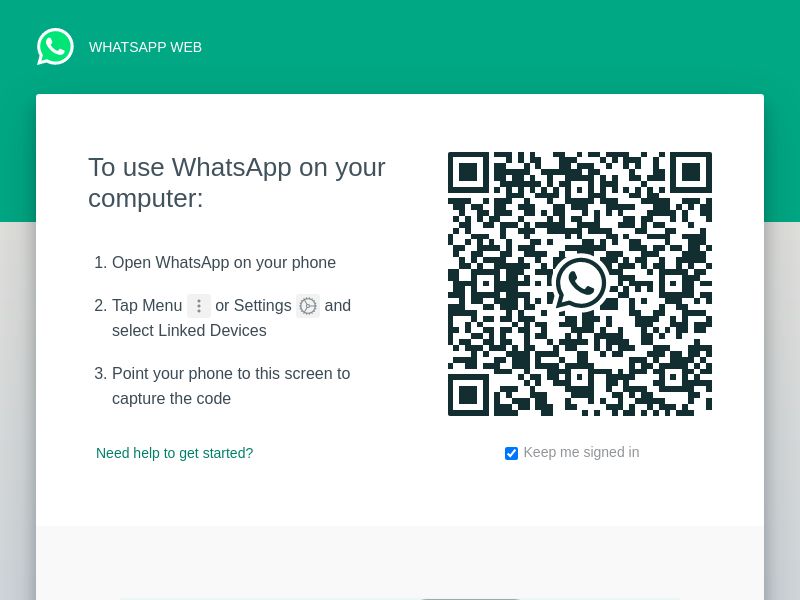 WHATSAPP WEB
To use WhatsApp on your
computer:
1. Open WhatsApp on your phone
2. Tap Menu or Settings and
select Linked Devices
3. Point your phone to this screen to
capture the code
Need help to get started?
Keep me signed in